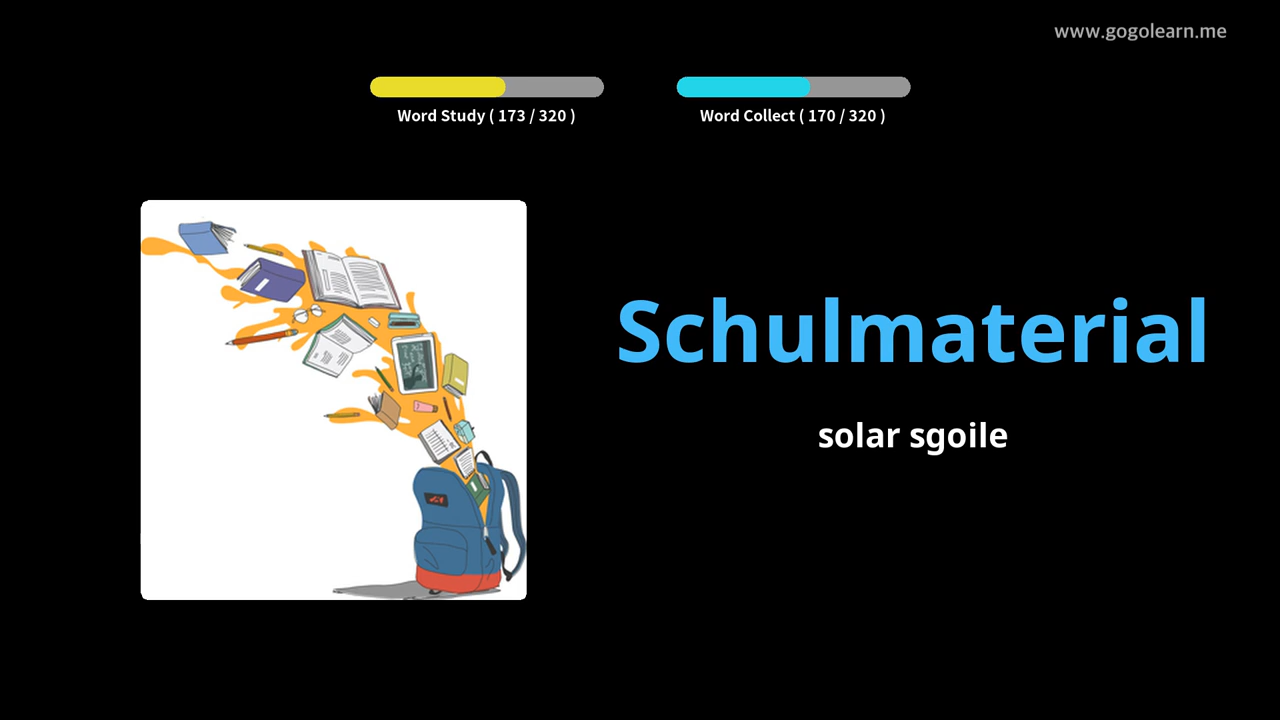 www.gogolearn.me
Word Study ( 173 / 320 )
Word Collect ( 170 / 320 )
Schulmaterial
solar sgoile